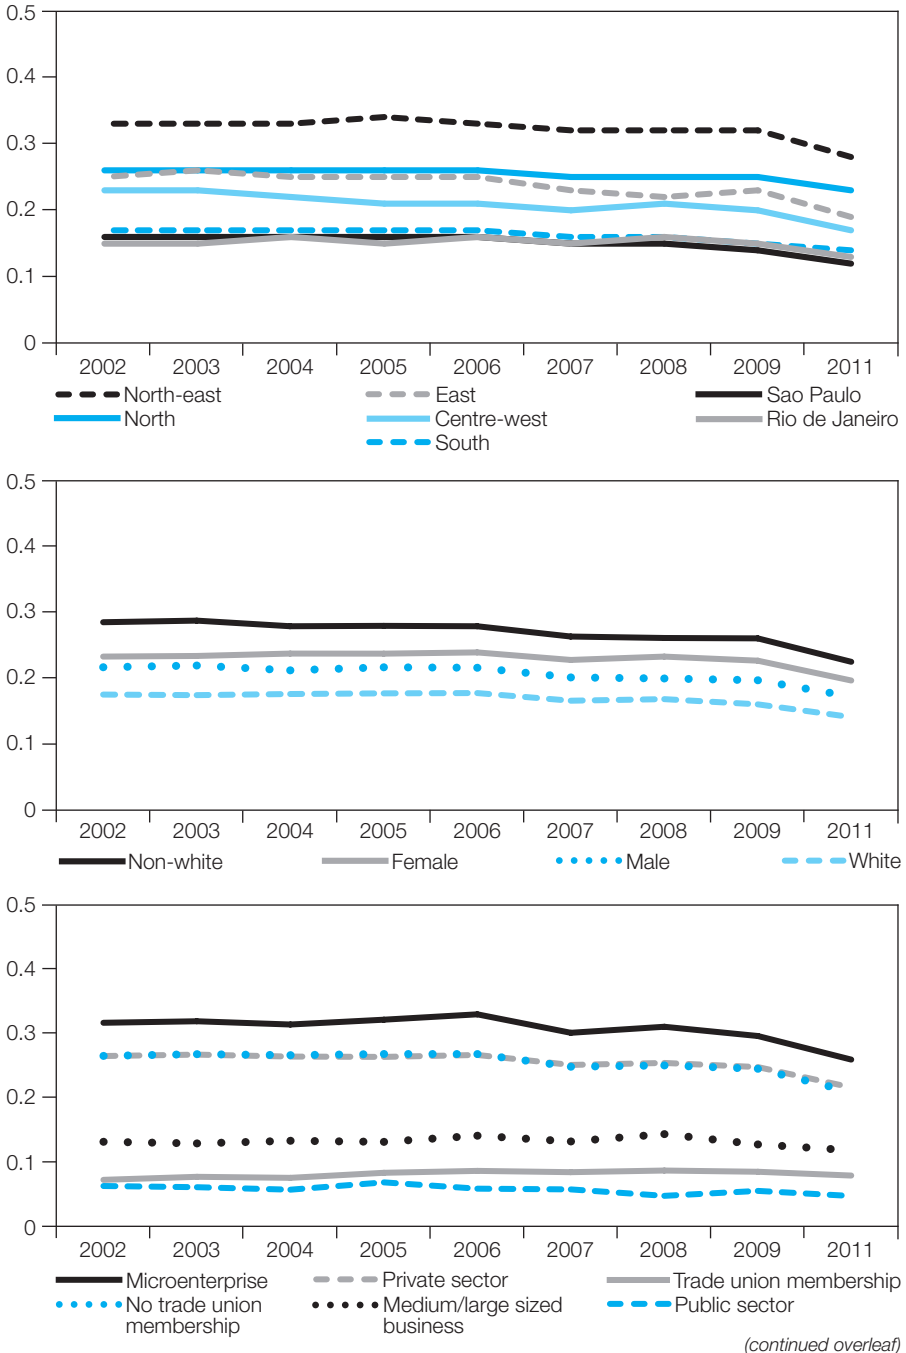 0.5
0.4
0.3
0.2
0.1
0
2002 2003 2004 2005 2006 2007 2008 2009 2011
North-east East Sao Paulo
North Centre-west Rio de Janeiro
South
0.5
0.4
0.3
0.2
0.1
0
2002 2003 2004 2005 2006 2007 2008 2009 2011
Non-white Female Male White
0.5
0.4
0.3
0.2
0.1
0
2002 2003 2004 2005 2006 2007 2008 2009 2011
Microenterprise Private sector Trade union membership
No trade union Medium/large sized Public sector
membership business
(continued overleaf)